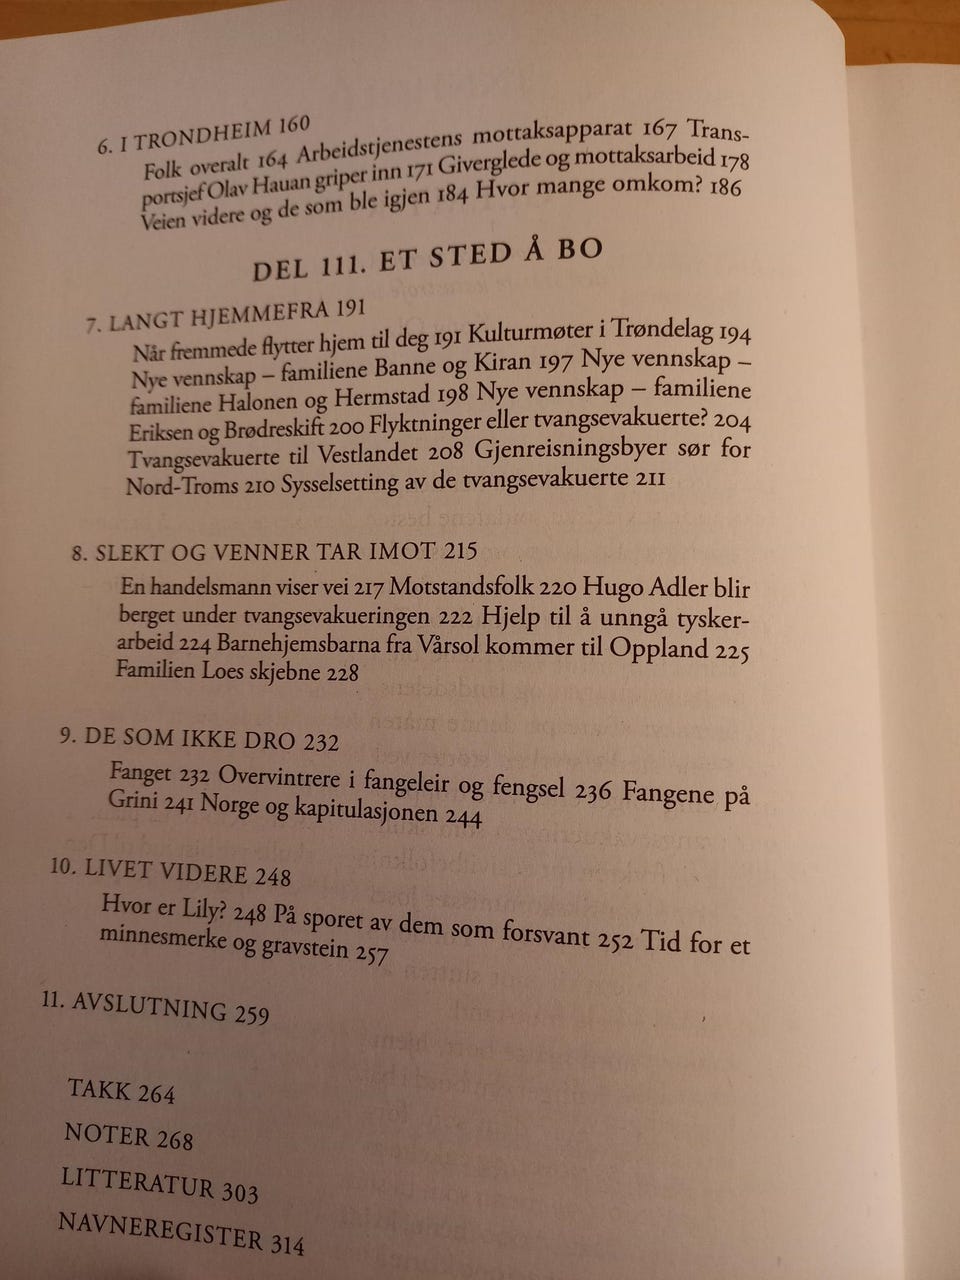 6. I TRONDHEIM 160
Folk overalt 164 Arbeidstjenestens mottaksapparat 167 Trans-
portsjef Olav Hauan griper inn 171 Giverglede og mottaksarbeid 178
Veien videre og de som ble igjen 184 Hvor mange omkom? 186
DEL 111. ET STED Å BO
7. LANGT HJEMMEFRA 191
Når fremmede flytter hjem til deg 191 Kulturmøter i Trøndelag 194
Nye vennskap – familiene Banne og Kiran 197 Nye vennskap –
familiene Halonen og Hermstad 198 Nye vennskap – familiene
Eriksen og Brødreskift 200 Flyktninger eller tvangsevakuerte? 204
Tvangsevakuerte til Vestlandet 208 Gjenreisningsbyer sør for
Nord-Troms 210 Sysselsetting av de tvangsevakuerte 211
8. SLEKT OG VENNER TAR IMOT 215
En handelsmann viser vei 217 Motstandsfolk 220 Hugo Adler blir
berget under tvangsevakueringen 222 Hjelp til å unngå tysker-
arbeid 224 Barnehjemsbarna fra Vårsol kommer til Oppland 225
Familien Loes skjebne 228
9. DE SOM IKKE DRO 232
Fanget 232 Overvintrere i fangeleir og fengsel 236 Fangene på
Grini 241 Norge og kapitulasjonen 244
10. LIVET VIDERE 248
Hvor er Lily? 248 På sporet av dem som forsvant 252 Tid for et
minnesmerke og gravstein 257
11. AVSLUTNING 259
TAKK 264
NOTER 268
LITTERATUR 303
NAVNEREGISTER 314